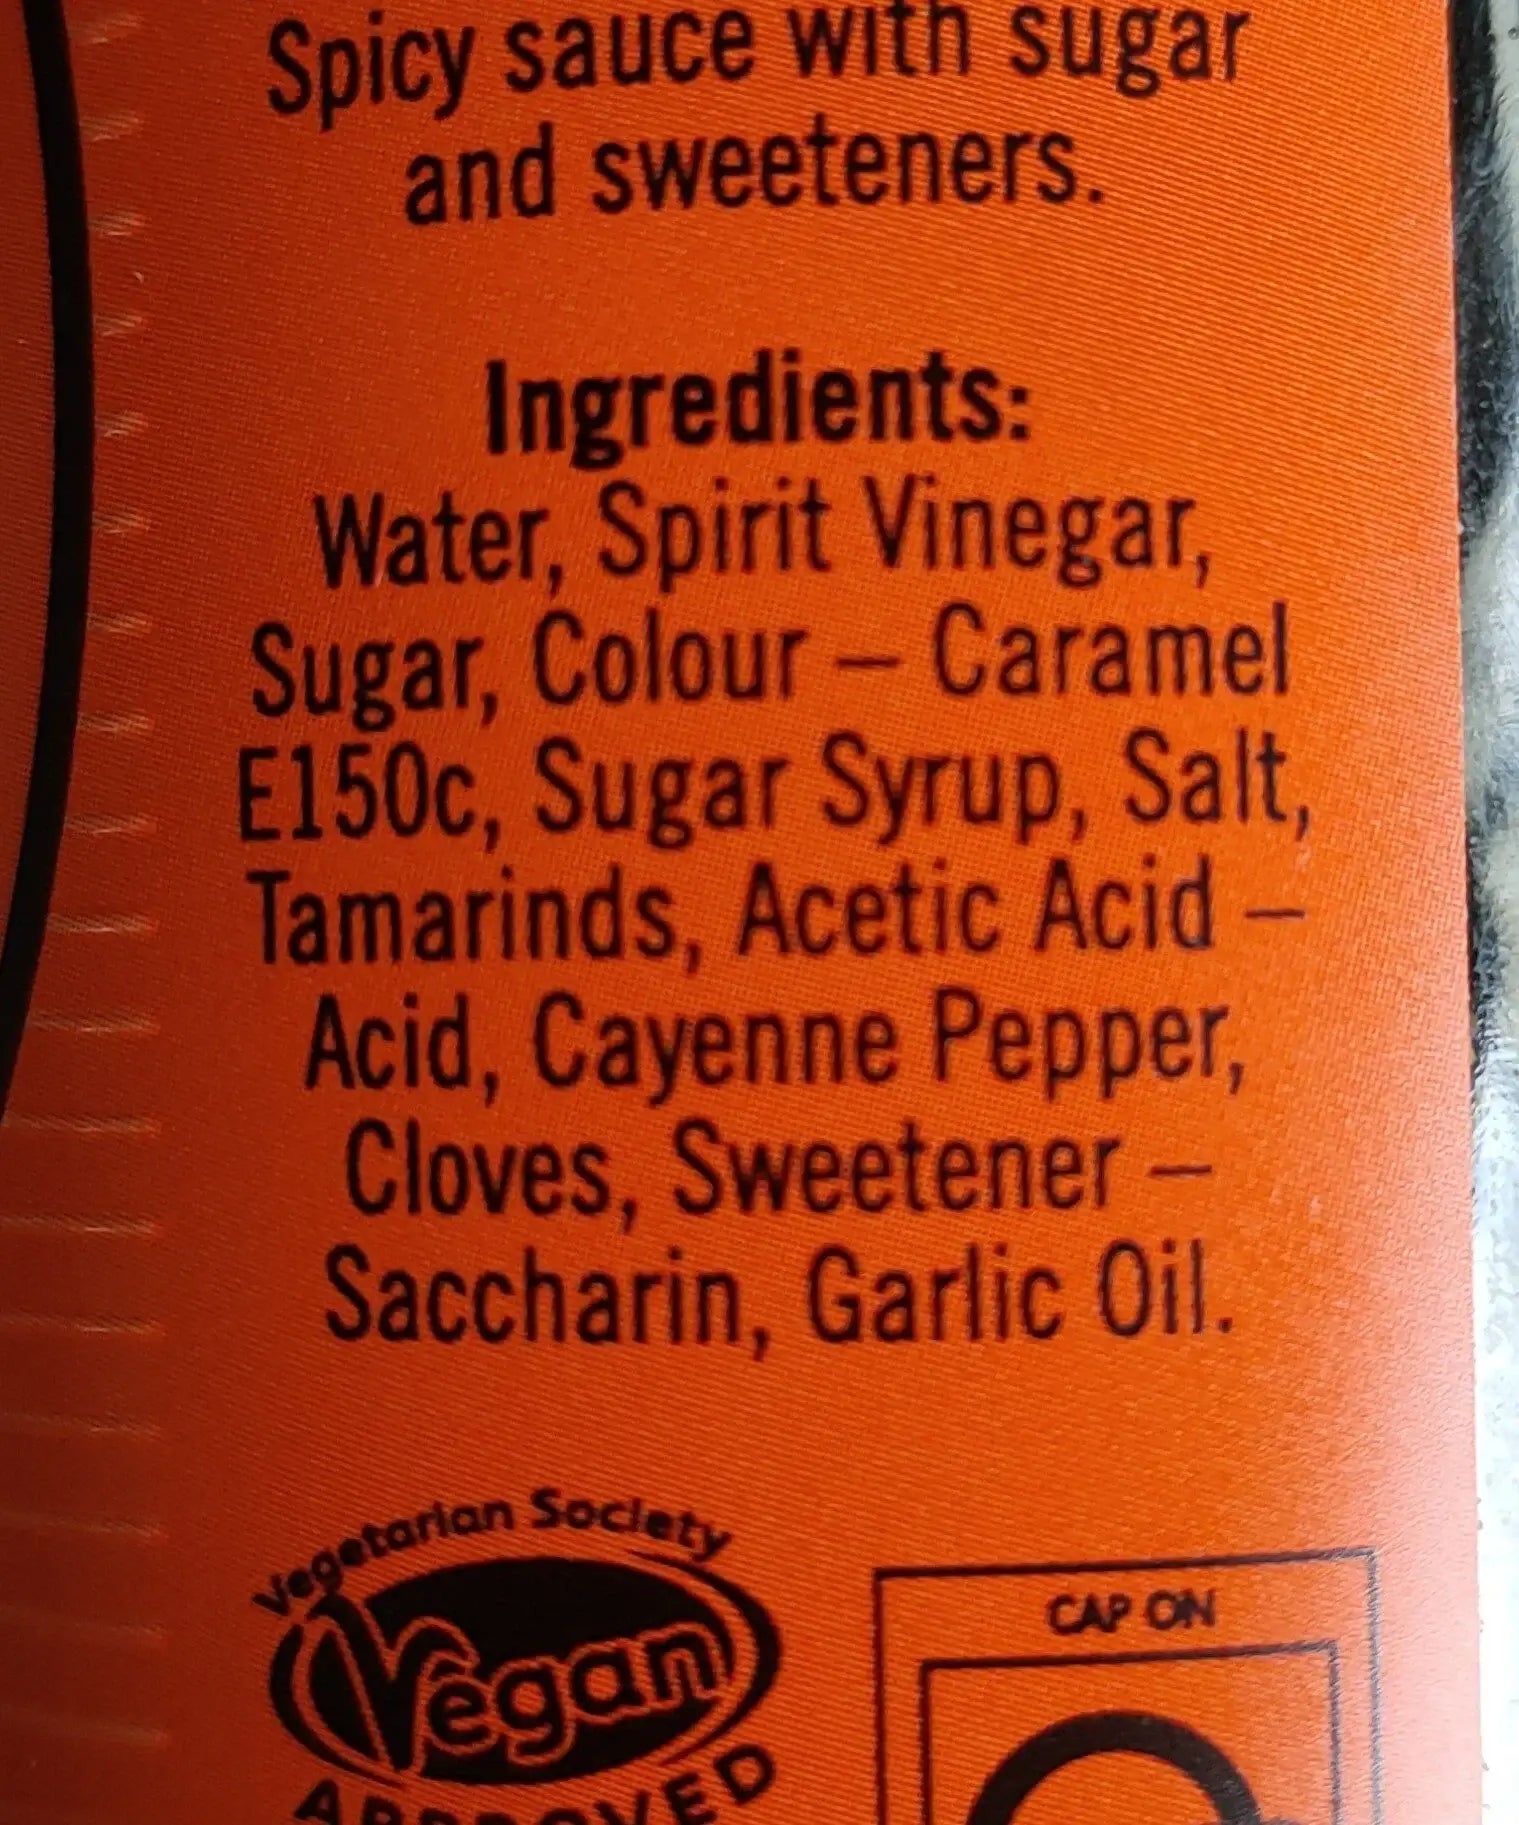 Spicy sauce with sugar
and sweeteners.
Ingredients:
Water, Spirit Vinegar,
Sugar, Colour – Caramel
E150c, Sugar Syrup, Salt,
Tamarinds, Acetic Acid –
Acid, Cayenne Pepper,
Cloves, Sweetener –
Saccharin, Garlic Oil.
Vegetarian Society
Vegan
APPROVED
CAP ON